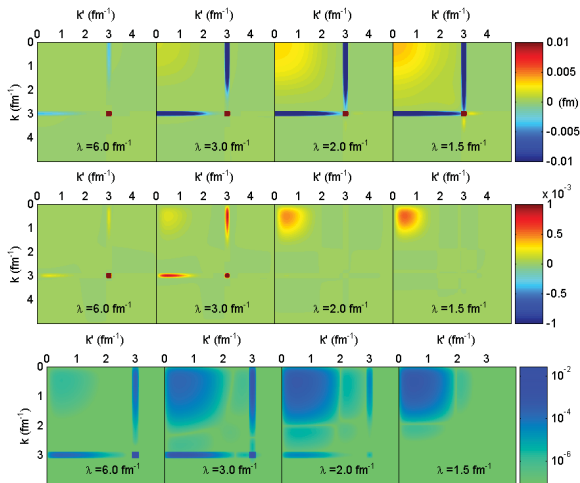 k' (fm⁻¹) k' (fm⁻¹) k' (fm⁻¹) k' (fm⁻¹)
0 1 2 3 4 0 1 2 3 4 0 1 2 3 4 0 1 2 3 4
k (fm⁻¹)
0
1
2
3
4
λ =6.0 fm⁻¹ λ =3.0 fm⁻¹ λ =2.0 fm⁻¹ λ =1.5 fm⁻¹
0.01
0.005
0 (fm)
-0.005
-0.01
k' (fm⁻¹) k' (fm⁻¹) k' (fm⁻¹) k' (fm⁻¹)
0 1 2 3 4 0 1 2 3 4 0 1 2 3 4 0 1 2 3 4
k (fm⁻¹)
0
1
2
3
4
λ =6.0 fm⁻¹ λ =3.0 fm⁻¹ λ =2.0 fm⁻¹ λ =1.5 fm⁻¹
x 10⁻³
1
0.5
0
-0.5
-1
k' (fm⁻¹) k' (fm⁻¹) k' (fm⁻¹) k' (fm⁻¹)
0 1 2 3 0 1 2 3 0 1 2 3 0 1 2 3
k (fm⁻¹)
0
1
2
3
λ =6.0 fm⁻¹ λ =3.0 fm⁻¹ λ =2.0 fm⁻¹ λ =1.5 fm⁻¹
10⁻²
10⁻⁴
10⁻⁶